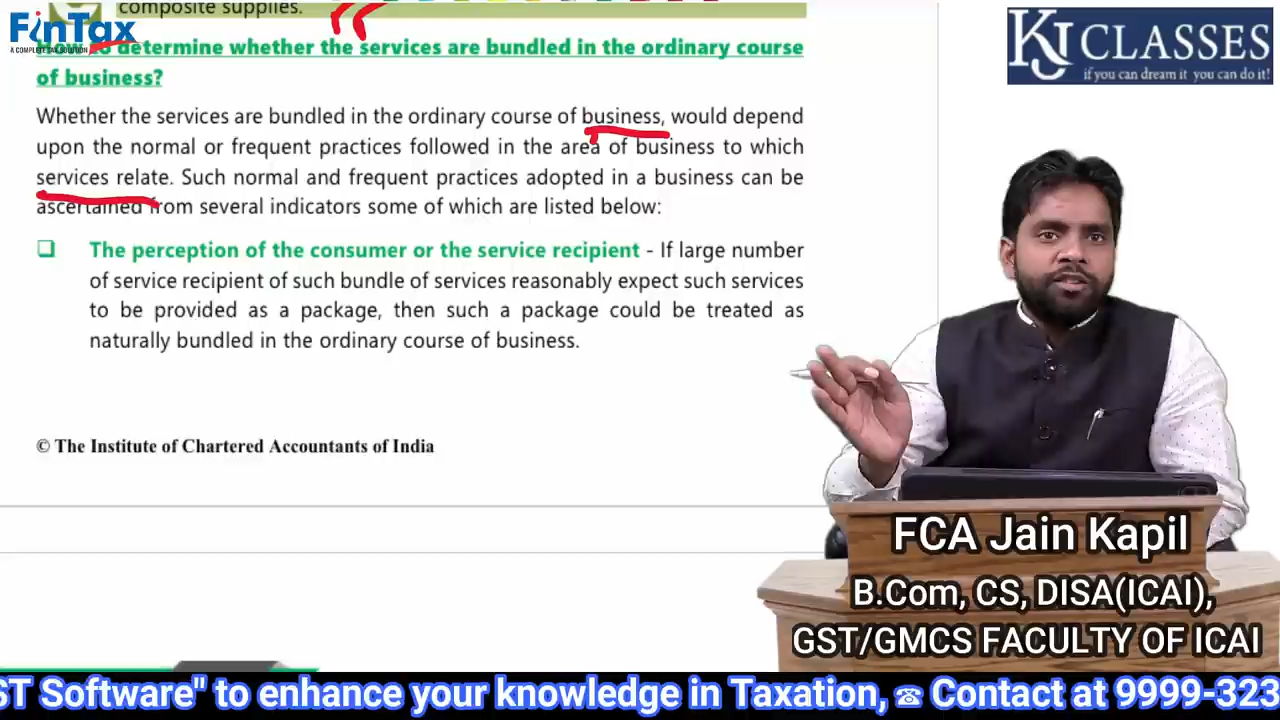 composite supplies.
FinTax
A COMPLETE TAX SOLUTION
How to determine whether the services are bundled in the ordinary course
of business?
Whether the services are bundled in the ordinary course of business, would depend
upon the normal or frequent practices followed in the area of business to which
services relate. Such normal and frequent practices adopted in a business can be
ascertained from several indicators some of which are listed below:
The perception of the consumer or the service recipient - If large number
of service recipient of such bundle of services reasonably expect such services
to be provided as a package, then such a package could be treated as
naturally bundled in the ordinary course of business.
© The Institute of Chartered Accountants of India
KJ CLASSES
if you can dream it you can do it!
FCA Jain Kapil
B.Com, CS, DISA(ICAI),
GST/GMCS FACULTY OF ICAI
ST Software" to enhance your knowledge in Taxation, ☎ Contact at 9999-323